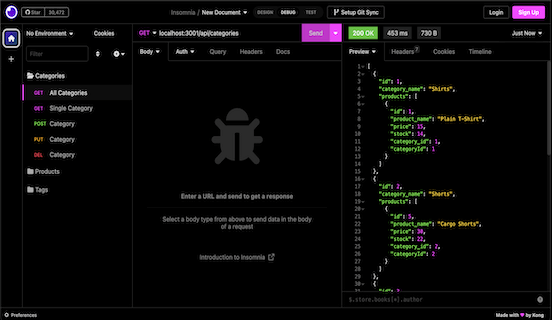 Star 30,472
Insomnia / New Document
DESIGN DEBUG TEST
Setup Git Sync
Login
Sign Up
No Environment
Cookies
GET localhost:3001/api/categories
Send
200 OK 453 ms 730 B
Just Now
Filter
Body Auth Query Headers Docs
Preview Headers 7 Cookies Timeline
Categories
GET All Categories
GET Single Category
POST Category
PUT Category
DEL Category
Products
Tags
Enter a URL and send to get a response
Select a body type from above to send data in the body
of a request
Introduction to Insomnia
1 [
2 {
3 "id": 1,
4 "category_name": "Shirts",
5 "products": [
6 {
7 "id": 1,
8 "product_name": "Plain T-Shirt",
9 "price": 15,
10 "stock": 14,
11 "category_id": 1,
12 "categoryId": 1
13 }
14 ]
15 },
16 {
17 "id": 2,
18 "category_name": "Shorts",
19 "products": [
20 {
21 "id": 5,
22 "product_name": "Cargo Shorts",
23 "price": 30,
24 "stock": 22,
25 "category_id": 2,
26 "categoryId": 2
27 }
28 ]
29 },
30 {
$.store.books[*].author
Preferences
Made with ♥ by Kong